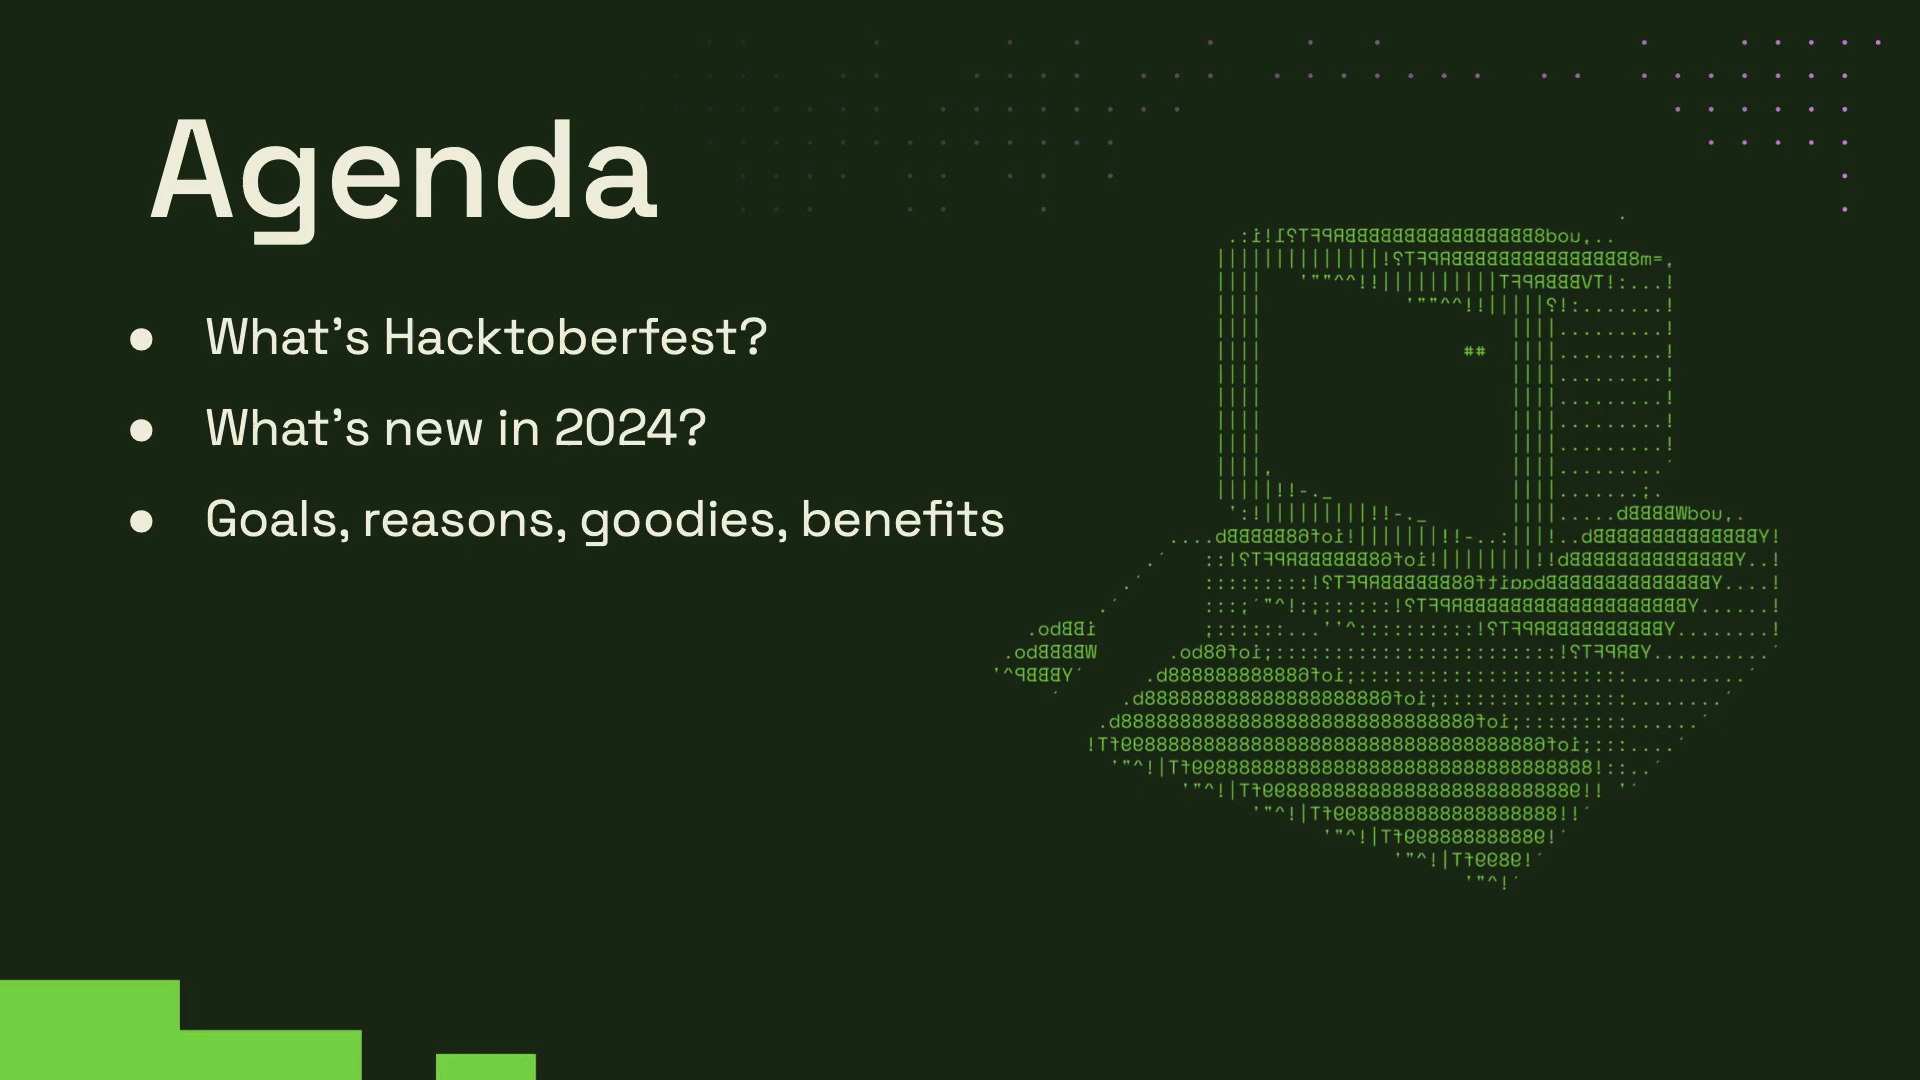 Agenda
● What's Hacktoberfest?
● What's new in 2024?
● Goals, reasons, goodies, benefits